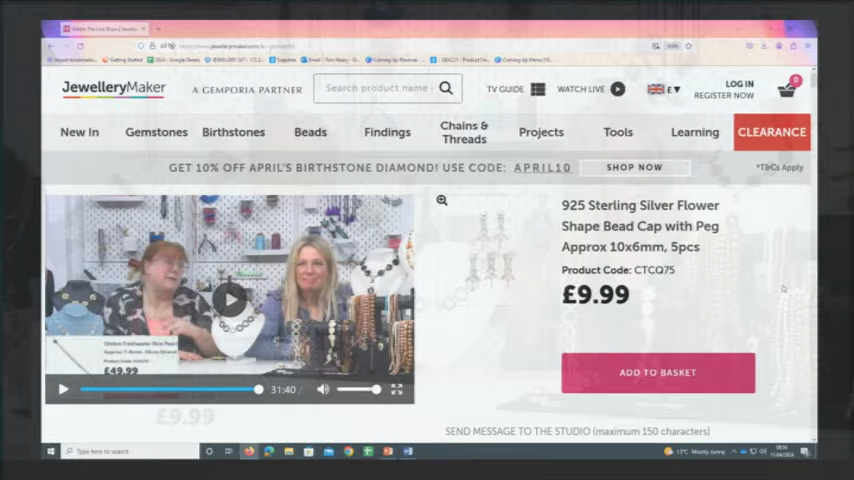 JewelleryMaker
A GEMPORIA PARTNER
Search product name
TV GUIDE
WATCH LIVE
£
LOG IN
REGISTER NOW
0
New In
Gemstones
Birthstones
Beads
Findings
Chains &
Threads
Projects
Tools
Learning
CLEARANCE
GET 10% OFF APRIL'S BIRTHSTONE DIAMOND! USE CODE: APRIL10
SHOP NOW
*T&Cs Apply
925 Sterling Silver Flower
Shape Bead Cap with Peg
Approx 10x6mm, 5pcs
Product Code: CTCQ75
£9.99
ADD TO BASKET
£49.99
31:40 /
£9.99
SEND MESSAGE TO THE STUDIO (maximum 150 characters)
Type here to search
13°C Mostly sunny